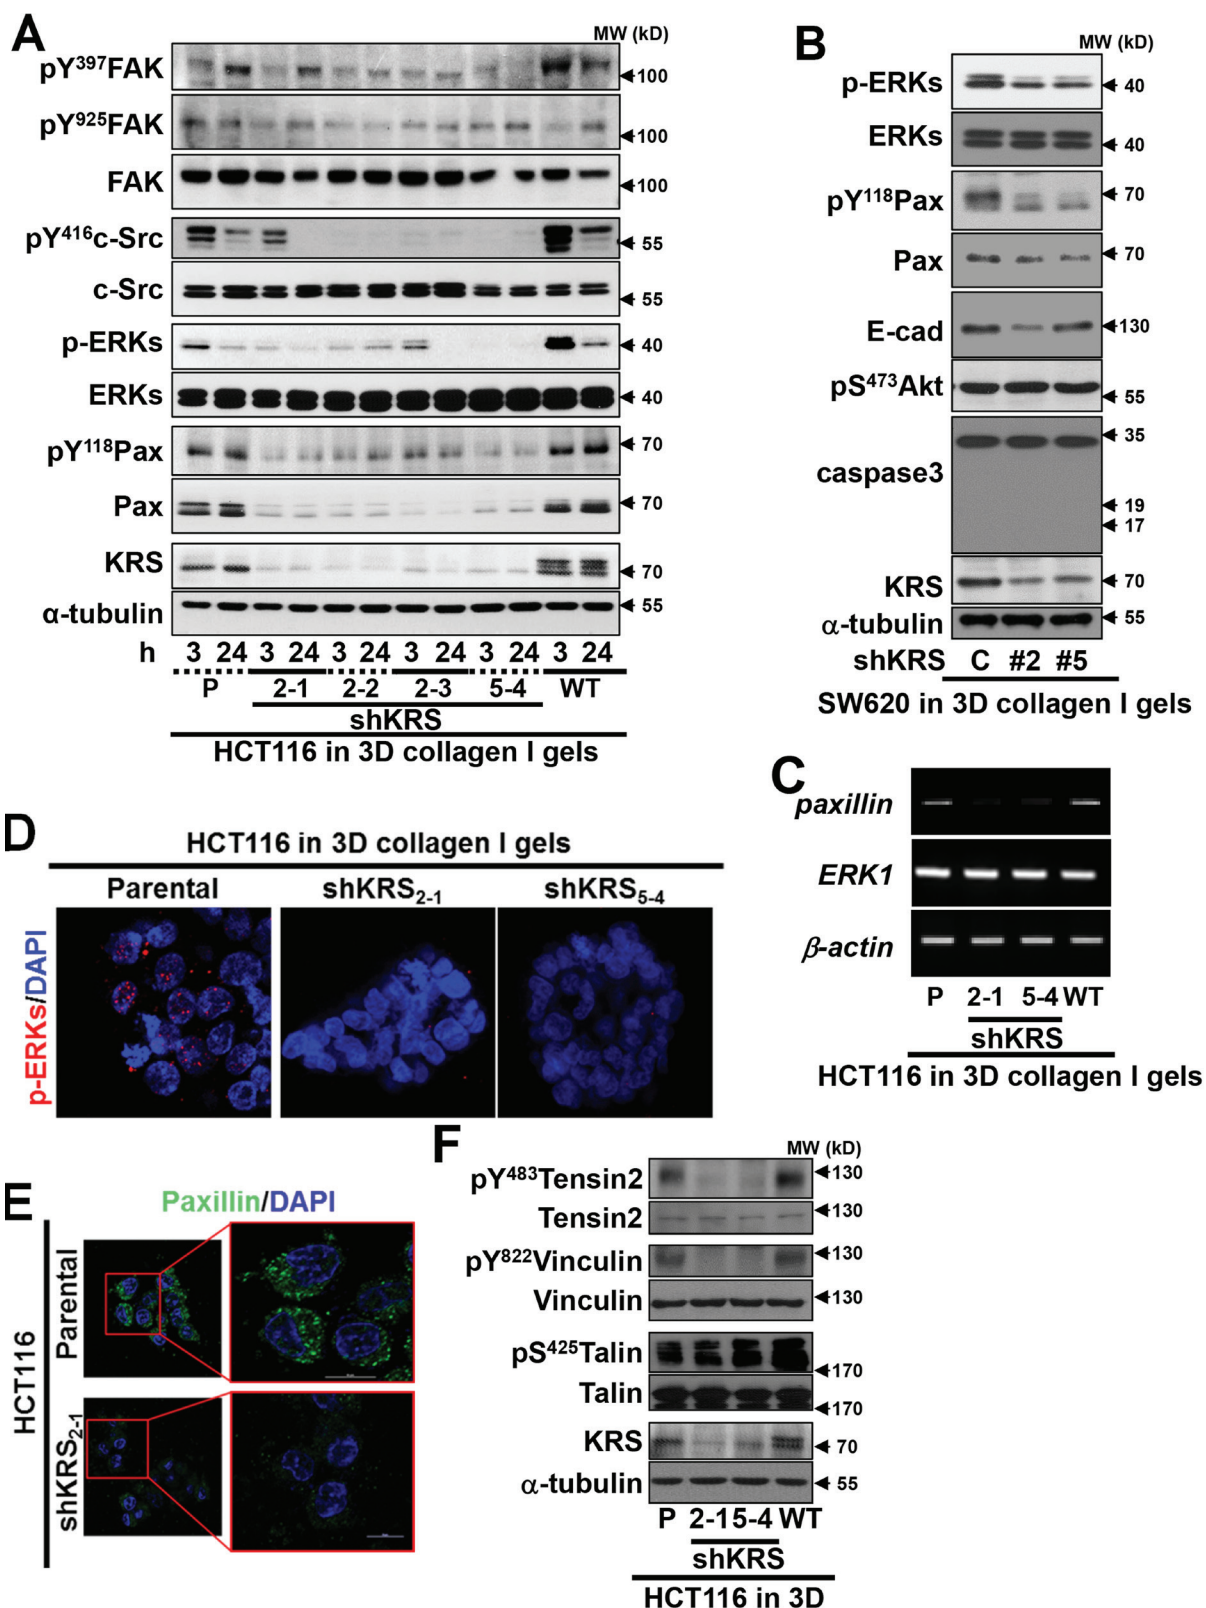 A
MW (kD)
pY397FAK
100
pY925FAK
100
FAK
100
pY416c-Src
55
c-Src
55
p-ERKs
40
ERKs
40
pY118Pax
70
Pax
70
KRS
70
α-tubulin
55
h 3 24 3 24 3 24 3 24 3 24 3 24
P 2-1 2-2 2-3 5-4 WT
shKRS
HCT116 in 3D collagen I gels
B
MW (kD)
p-ERKs
40
ERKs
40
pY118Pax
70
Pax
70
E-cad
130
pS473Akt
55
caspase3
35
19
17
KRS
70
α-tubulin
55
shKRS C #2 #5
SW620 in 3D collagen I gels
C
paxillin
ERK1
β-actin
P 2-1 5-4 WT
shKRS
HCT116 in 3D collagen I gels
D
HCT116 in 3D collagen I gels
Parental shKRS2-1 shKRS5-4
p-ERKs/DAPI
E
Paxillin/DAPI
HCT116
Parental
shKRS2-1
F
MW (kD)
pY483Tensin2
130
Tensin2
130
pY822Vinculin
130
Vinculin
130
pS425Talin
170
Talin
170
KRS
70
α-tubulin
55
P 2-1 5-4 WT
shKRS
HCT116 in 3D